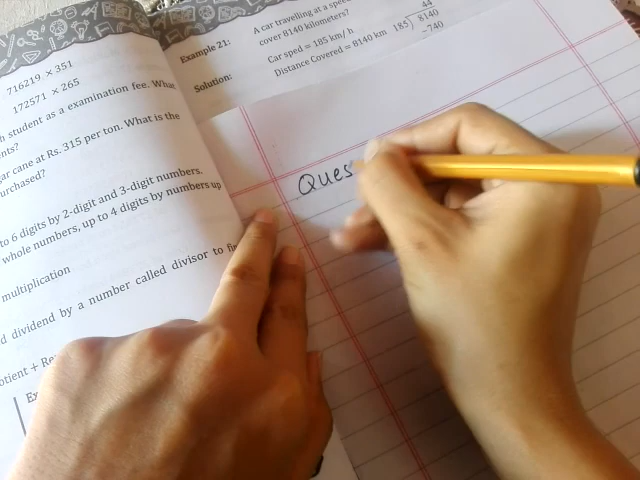 716219 × 351
172571 × 265
h student as a examination fee. What
nts?
gar cane at Rs. 315 per ton. What is the
urchased?
to 6 digits by 2-digit and 3-digit numbers.
whole numbers, up to 4 digits by numbers up
multiplication
d dividend by a number called divisor to fi
otient + Re
Ex
Example 21:
A car travelling at a speed
cover 8140 kilometers?
Solution:
Car sped = 185 km/ h
Distance Covered = 8140 km
44
185 ) 8140
−740
Ques